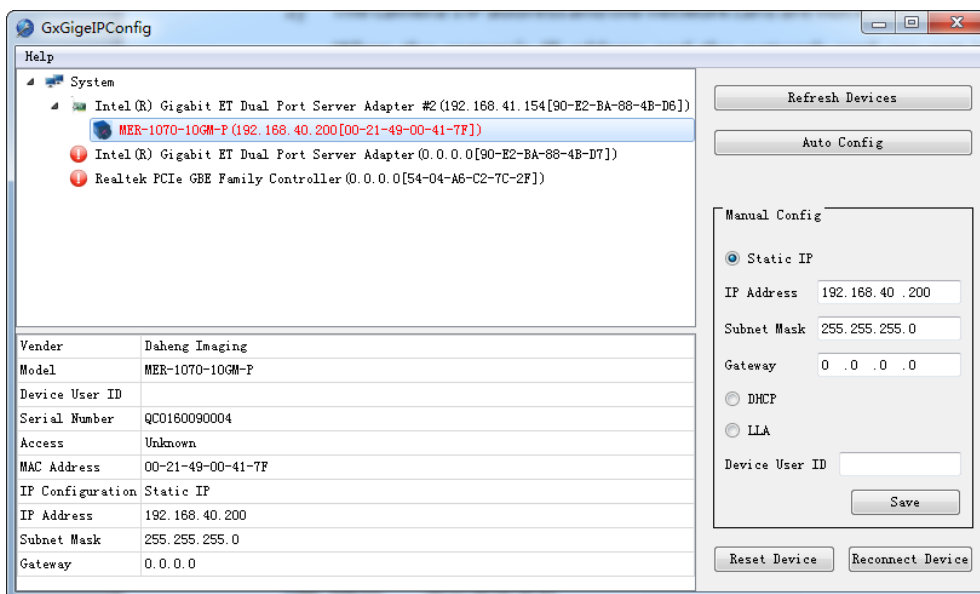 GxGigeIPConfig
Help
System
Intel(R) Gigabit ET Dual Port Server Adapter #2(192.168.41.154[90-E2-BA-88-4B-D6])
MER-1070-10GM-P(192.168.40.200[00-21-49-00-41-7F])
Intel(R) Gigabit ET Dual Port Server Adapter(0.0.0.0[90-E2-BA-88-4B-D7])
Realtek PCIe GBE Family Controller(0.0.0.0[54-04-A6-C2-7C-2F])
Vender Daheng Imaging
Model MER-1070-10GM-P
Device User ID
Serial Number QC0160090004
Access Unknown
MAC Address 00-21-49-00-41-7F
IP Configuration Static IP
IP Address 192.168.40.200
Subnet Mask 255.255.255.0
Gateway 0.0.0.0
Refresh Devices
Auto Config
Manual Config
Static IP
IP Address 192.168.40 .200
Subnet Mask 255.255.255.0
Gateway 0 .0 .0 .0
DHCP
LLA
Device User ID
Save
Reset Device Reconnect Device